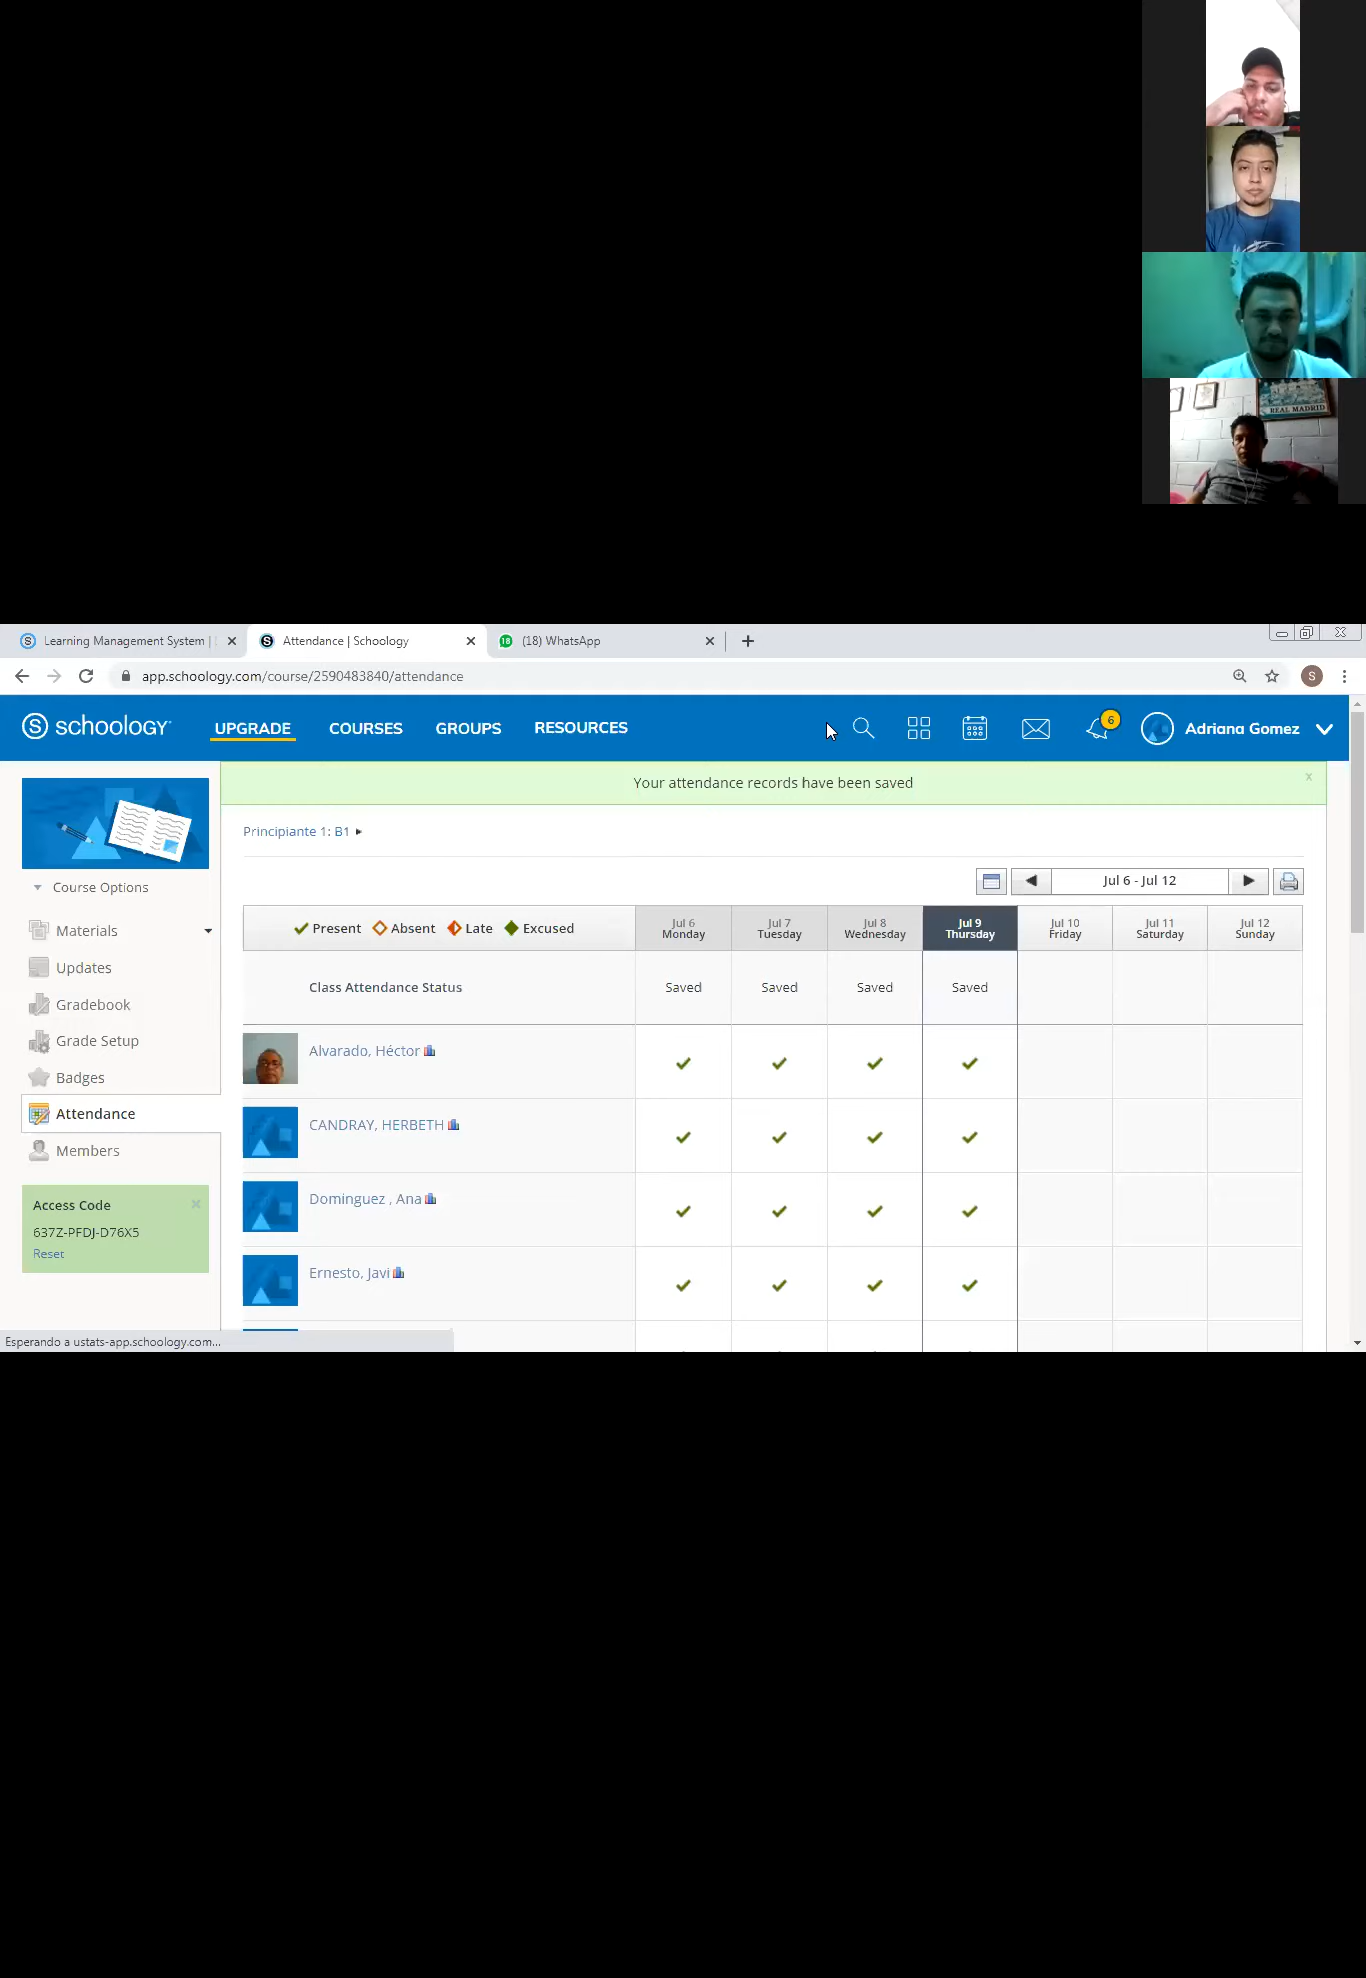 REAL MADRID
Learning Management System |
Attendance | Schoology
18
(18) WhatsApp
app.schoology.com/course/2590483840/attendance
S
S schoology
UPGRADE
COURSES
GROUPS
RESOURCES
6
Adriana Gomez
Your attendance records have been saved
Principiante 1: B1
Course Options
Jul 6 - Jul 12
Materials
Updates
Gradebook
Grade Setup
Badges
Attendance
Members
Access Code
637Z-PFDJ-D76X5
Reset
Present Absent Late Excused
Jul 6 Jul 7 Jul 8 Jul 9 Jul 10 Jul 11 Jul 12
Monday Tuesday Wednesday Thursday Friday Saturday Sunday
Class Attendance Status Saved Saved Saved Saved
Alvarado, Héctor
CANDRAY, HERBETH
Dominguez , Ana
Ernesto, Javi
Esperando a ustats-app.schoology.com...